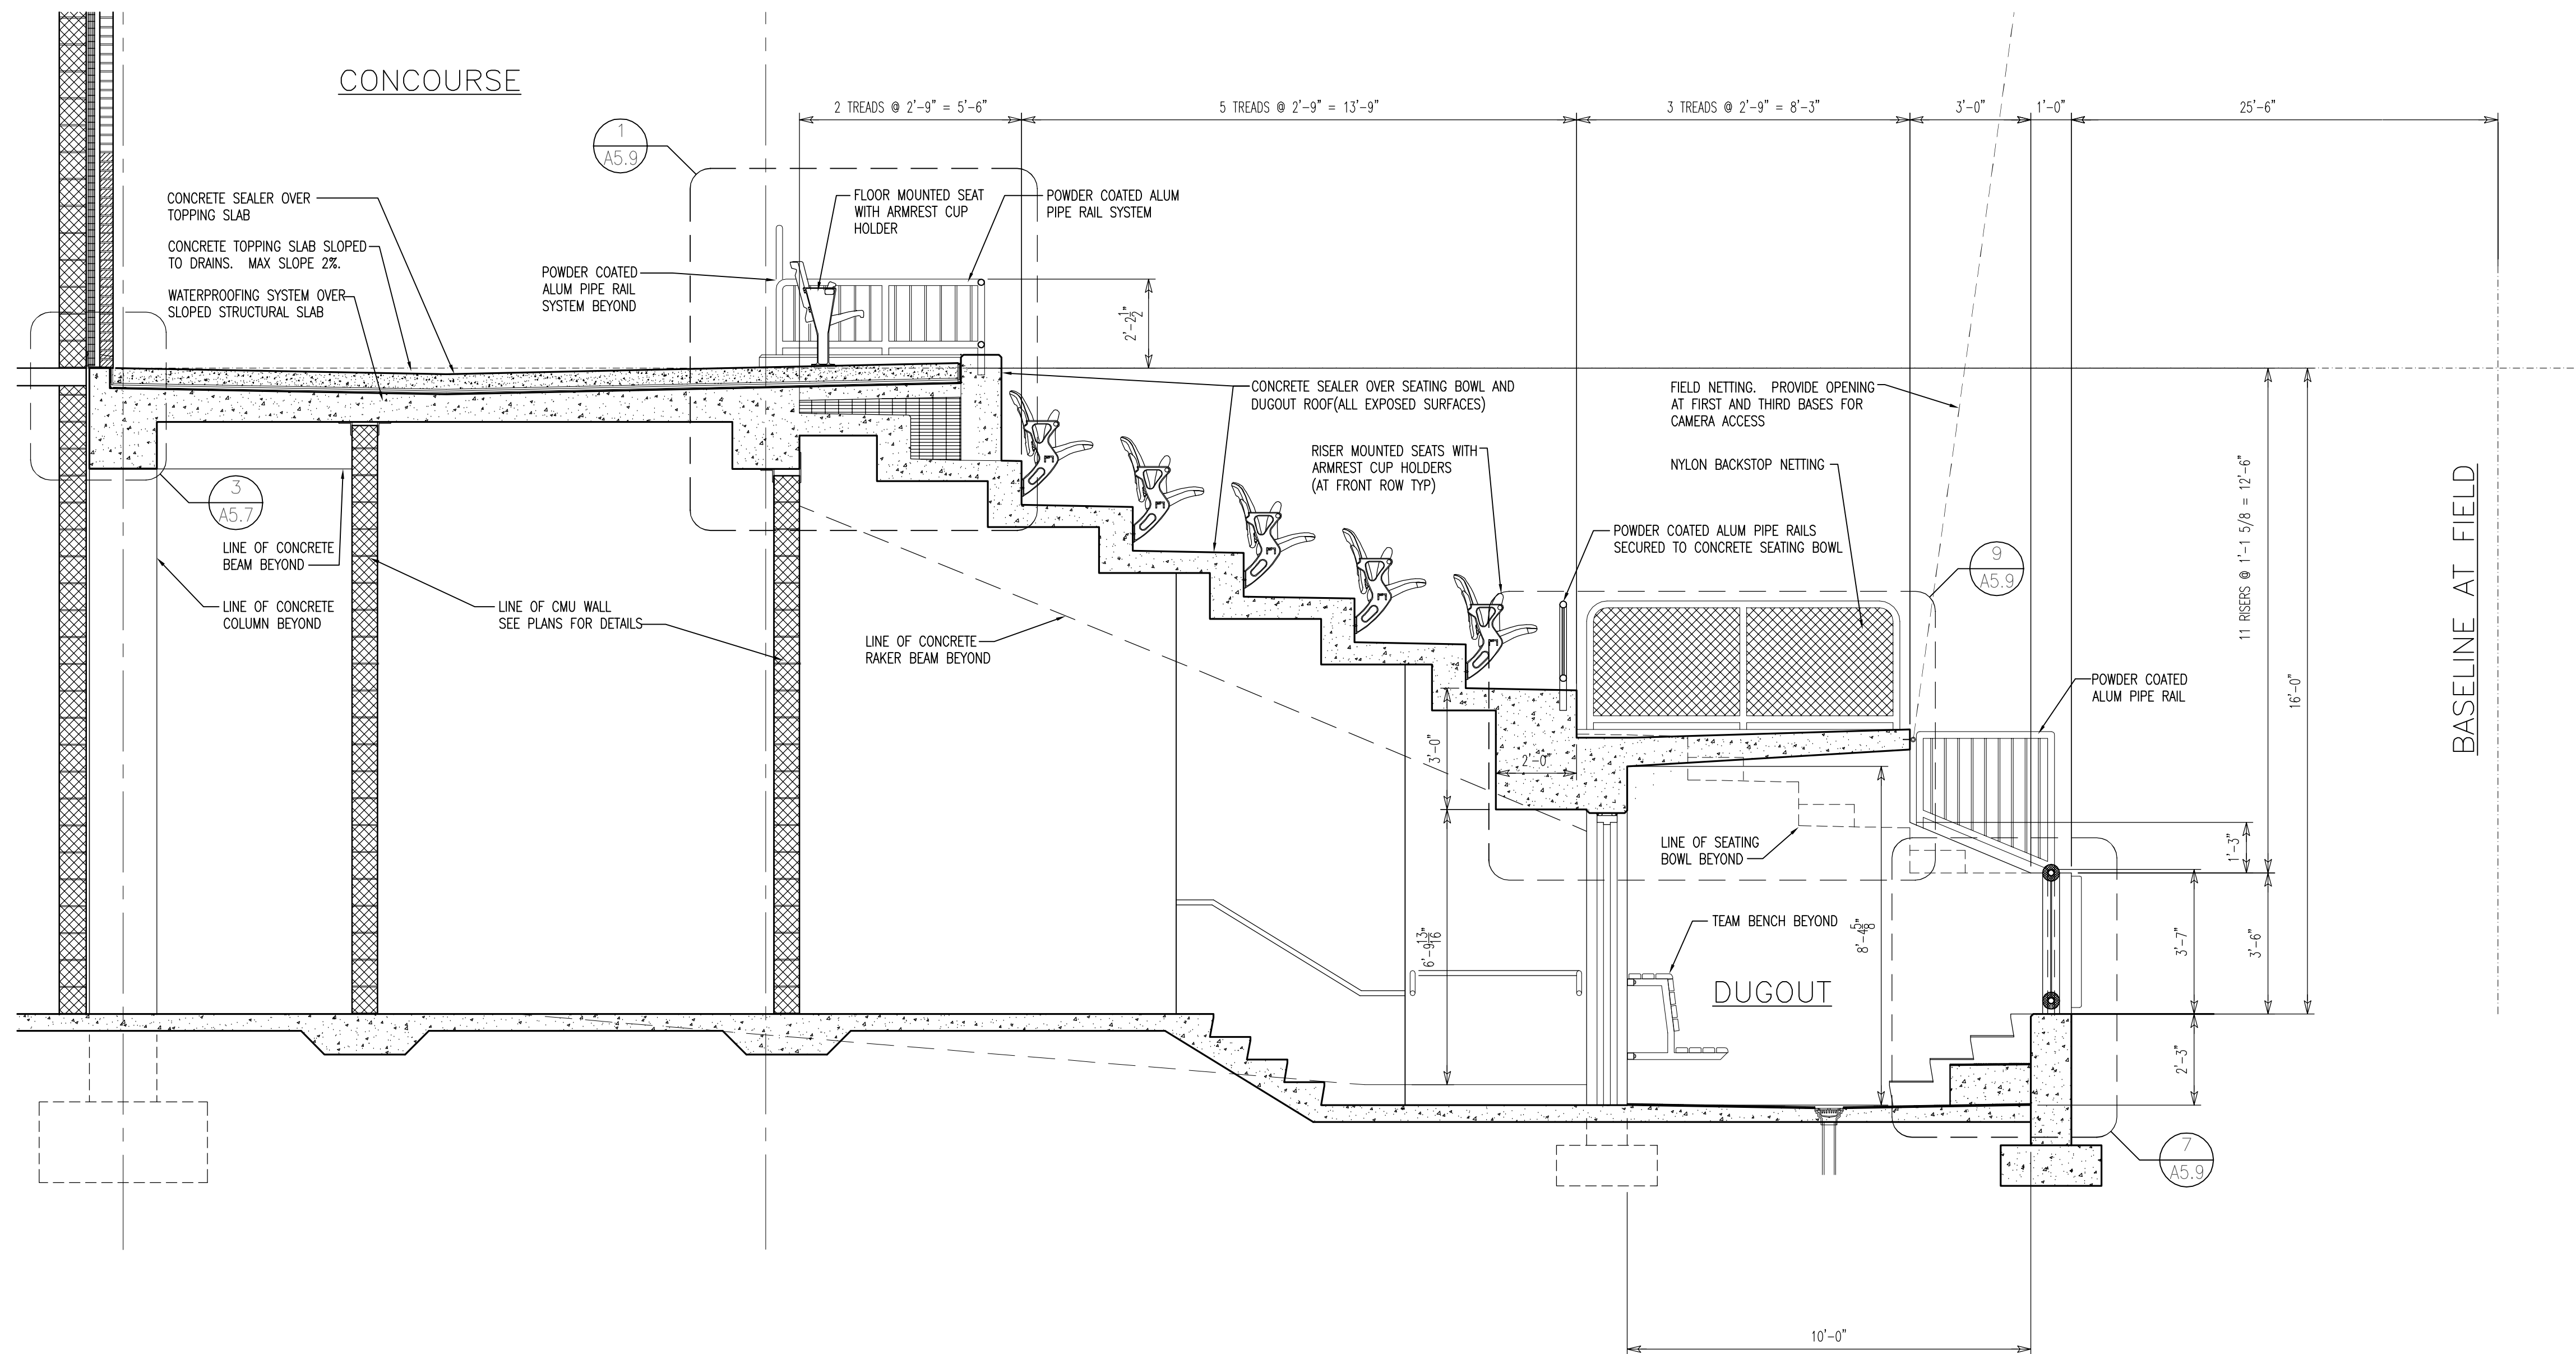 CONCOURSE
2 TREADS @ 2'-9" = 5'-6"
5 TREADS @ 2'-9" = 13'-9"
3 TREADS @ 2'-9" = 8'-3"
3'-0"
1'-0"
25'-6"
1
A5.9
CONCRETE SEALER OVER
TOPPING SLAB
CONCRETE TOPPING SLAB SLOPED
TO DRAINS. MAX SLOPE 2%.
WATERPROOFING SYSTEM OVER
SLOPED STRUCTURAL SLAB
FLOOR MOUNTED SEAT
WITH ARMREST CUP
HOLDER
POWDER COATED ALUM
PIPE RAIL SYSTEM
POWDER COATED
ALUM PIPE RAIL
SYSTEM BEYOND
2'-2 1/2"
CONCRETE SEALER OVER SEATING BOWL AND
DUGOUT ROOF(ALL EXPOSED SURFACES)
FIELD NETTING. PROVIDE OPENING
AT FIRST AND THIRD BASES FOR
CAMERA ACCESS
RISER MOUNTED SEATS WITH
ARMREST CUP HOLDERS
(AT FRONT ROW TYP)
NYLON BACKSTOP NETTING
3
A5.7
POWDER COATED ALUM PIPE RAILS
SECURED TO CONCRETE SEATING BOWL
9
A5.9
11 RISERS @ 1'-1 5/8 = 12'-6"
BASELINE AT FIELD
LINE OF CONCRETE
BEAM BEYOND
LINE OF CONCRETE
COLUMN BEYOND
LINE OF CMU WALL
SEE PLANS FOR DETAILS
LINE OF CONCRETE
RAKER BEAM BEYOND
POWDER COATED
ALUM PIPE RAIL
16'-0"
3'-0"
2'-0"
LINE OF SEATING
BOWL BEYOND
1'-3"
TEAM BENCH BEYOND
6'-9 13/16"
8'-4 5/8"
3'-7"
3'-6"
DUGOUT
2'-3"
7
A5.9
10'-0"